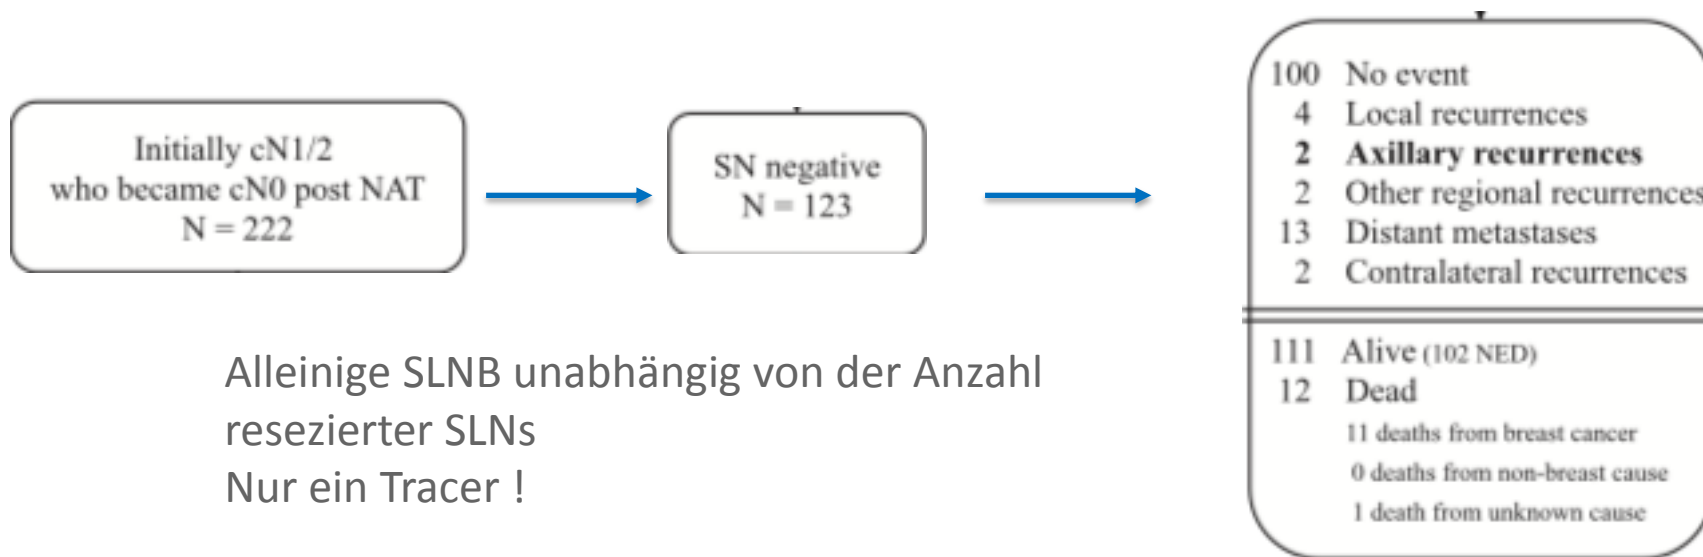 Initially cN1/2
who became cN0 post NAT
N = 222
SN negative
N = 123
100 No event
4 Local recurrences
2 Axillary recurrences
2 Other regional recurrences
13 Distant metastases
2 Contralateral recurrences
111 Alive (102 NED)
12 Dead
11 deaths from breast cancer
0 deaths from non-breast cause
1 death from unknown cause
Alleinige SLNB unabhängig von der Anzahl
resezierter SLNs
Nur ein Tracer !